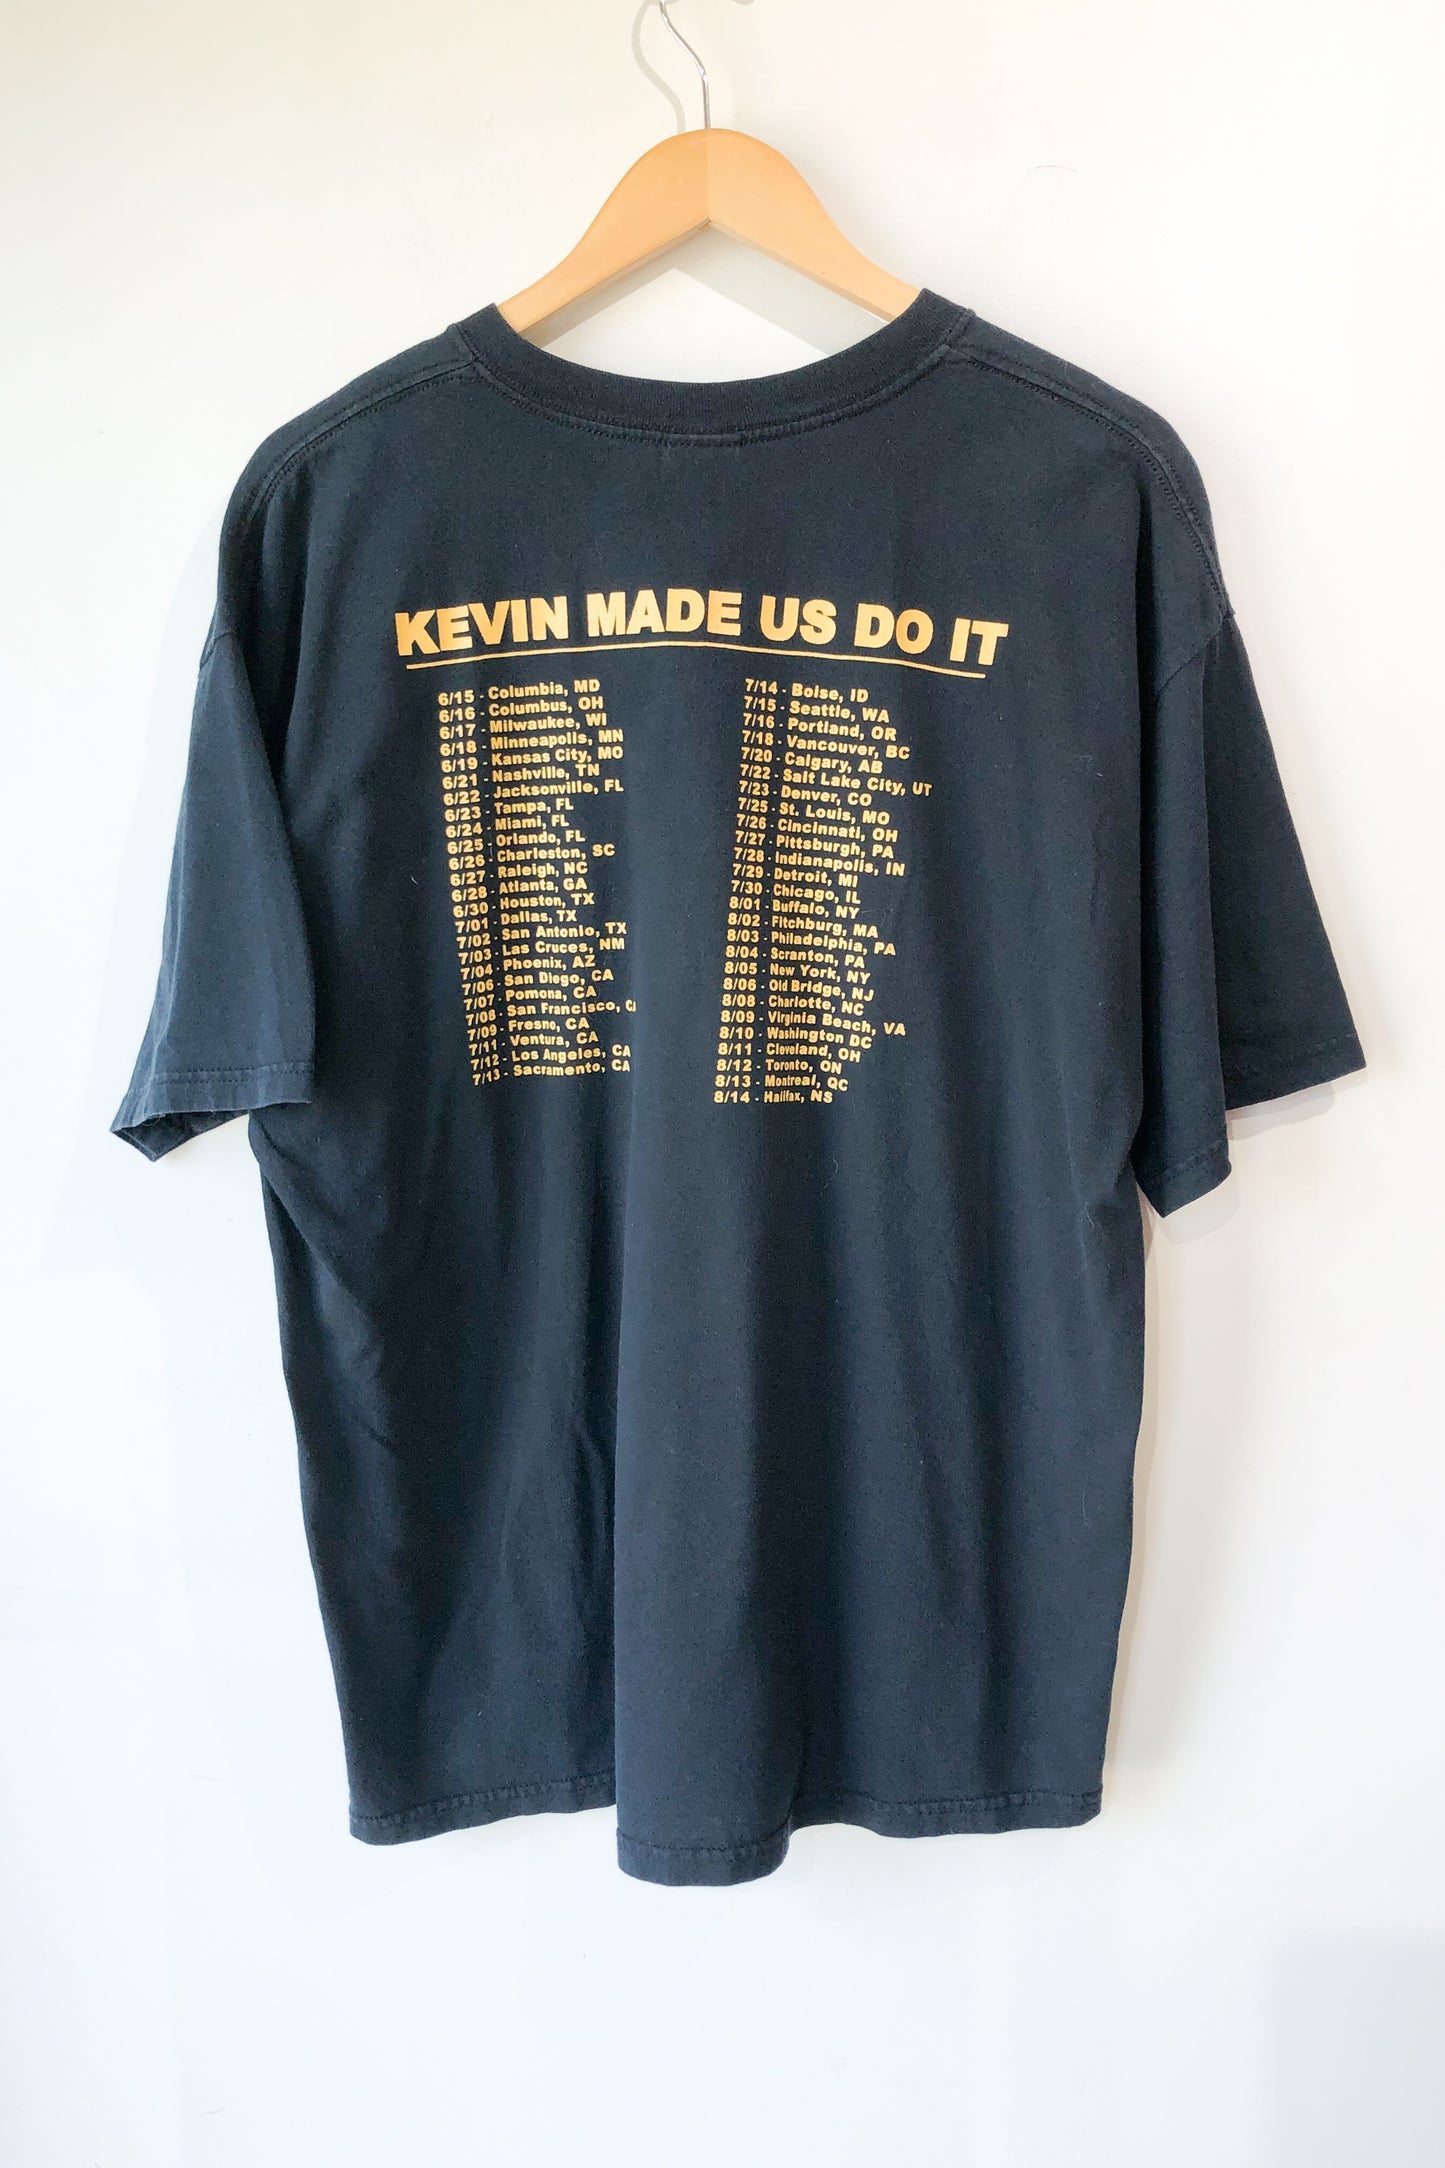 KEVIN MADE US DO IT
6/15 - Columbia, MD
6/16 - Columbus, OH
6/17 - Milwaukee, WI
6/18 - Minneapolis, MN
6/19 - Kansas City, MO
6/21 - Nashville, TN
6/22 - Jacksonville, FL
6/23 - Tampa, FL
6/24 - Miami, FL
6/25 - Orlando, FL
6/26 - Charleston, SC
6/27 - Raleigh, NC
6/28 - Atlanta, GA
6/30 - Houston, TX
7/01 - Dallas, TX
7/02 - San Antonio, TX
7/03 - Las Cruces, NM
7/04 - Phoenix, AZ
7/06 - San Diego, CA
7/07 - Pomona, CA
7/08 - San Francisco, CA
7/09 - Fresno, CA
7/11 - Ventura, CA
7/12 - Los Angeles, CA
7/13 - Sacramento, CA
7/14 - Boise, ID
7/15 - Seattle, WA
7/16 - Portland, OR
7/18 - Vancouver, BC
7/20 - Calgary, AB
7/22 - Salt Lake City, UT
7/23 - Denver, CO
7/25 - St. Louis, MO
7/26 - Cincinnati, OH
7/27 - Pittsburgh, PA
7/28 - Indianapolis, IN
7/29 - Detroit, MI
7/30 - Chicago, IL
8/01 - Buffalo, NY
8/02 - Fitchburg, MA
8/03 - Philadelphia, PA
8/04 - Scranton, PA
8/05 - New York, NY
8/06 - Old Bridge, NJ
8/08 - Charlotte, NC
8/09 - Virginia Beach, VA
8/10 - Washington DC
8/11 - Cleveland, OH
8/12 - Toronto, ON
8/13 - Montreal, QC
8/14 - Halifax, NS